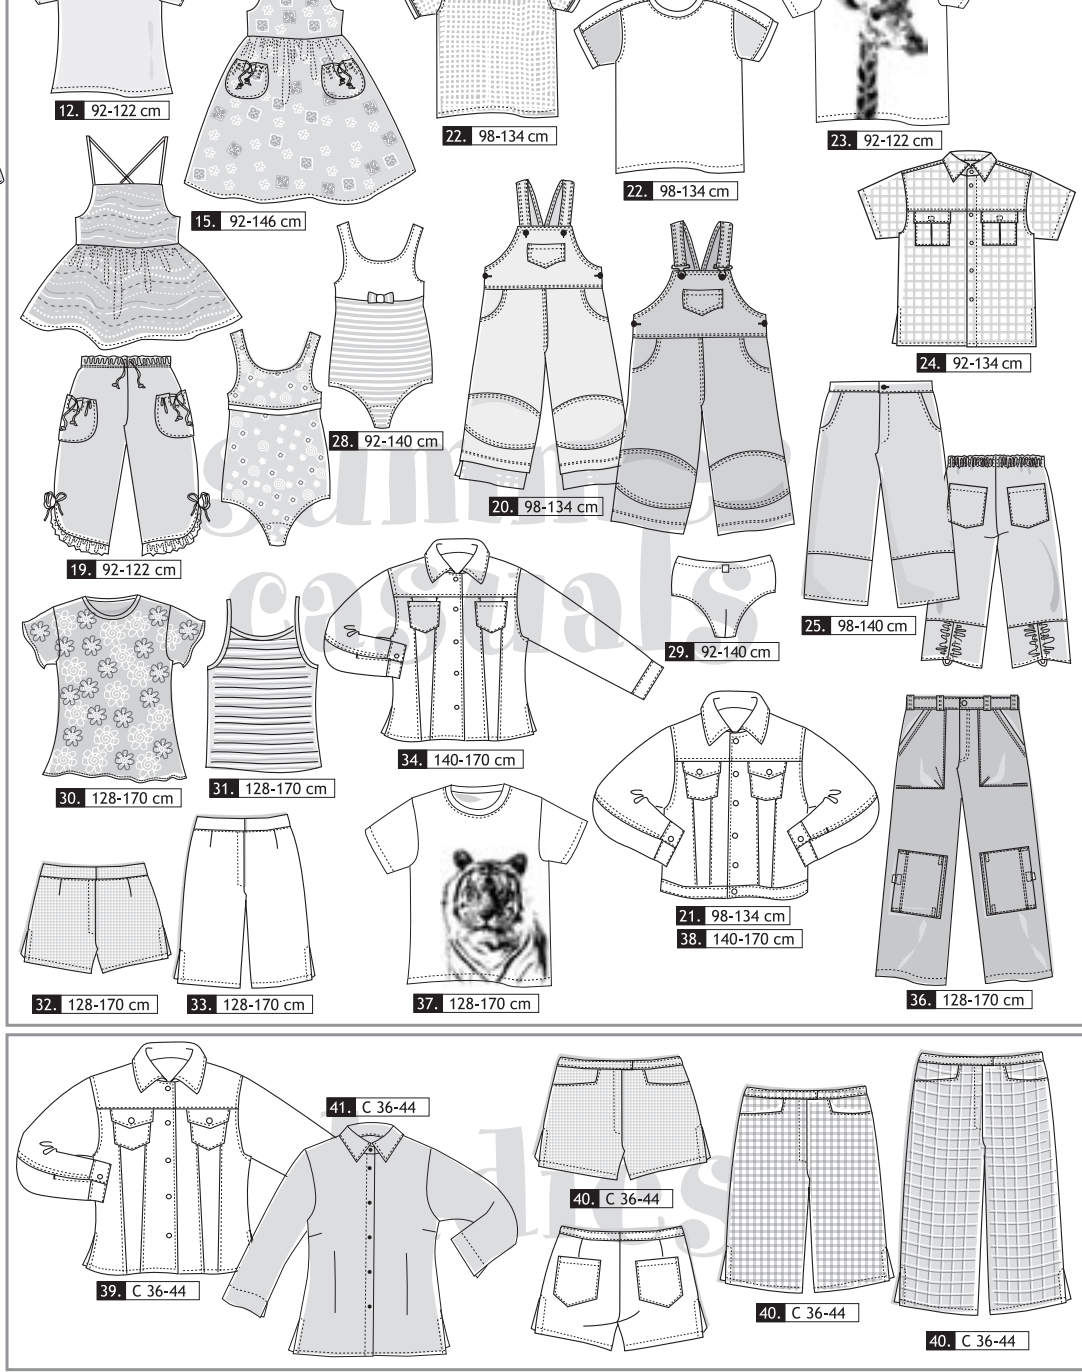 12. 92-122 cm
22. 98-134 cm
23. 92-122 cm
22. 98-134 cm
15. 92-146 cm
24. 92-134 cm
28. 92-140 cm
20. 98-134 cm
19. 92-122 cm
summer
casuals
25. 98-140 cm
29. 92-140 cm
34. 140-170 cm
31. 128-170 cm
30. 128-170 cm
21. 98-134 cm
38. 140-170 cm
32. 128-170 cm
33. 128-170 cm
37. 128-170 cm
36. 128-170 cm
41. C 36-44
ladies
40. C 36-44
39. C 36-44
40. C 36-44
40. C 36-44